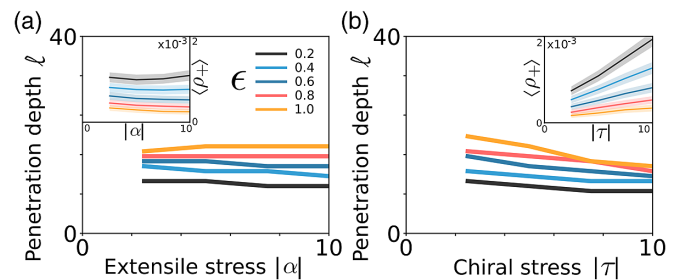 (a)
40
Penetration depth ℓ
0
0
10
Extensile stress |α|
x10⁻³
2
0
⟨ρ+⟩
0
10
|α|
ϵ
0.2
0.4
0.6
0.8
1.0
(b)
40
Penetration depth ℓ
0
0
10
Chiral stress |τ|
2
x10⁻³
0
⟨ρ+⟩
0
10
|τ|